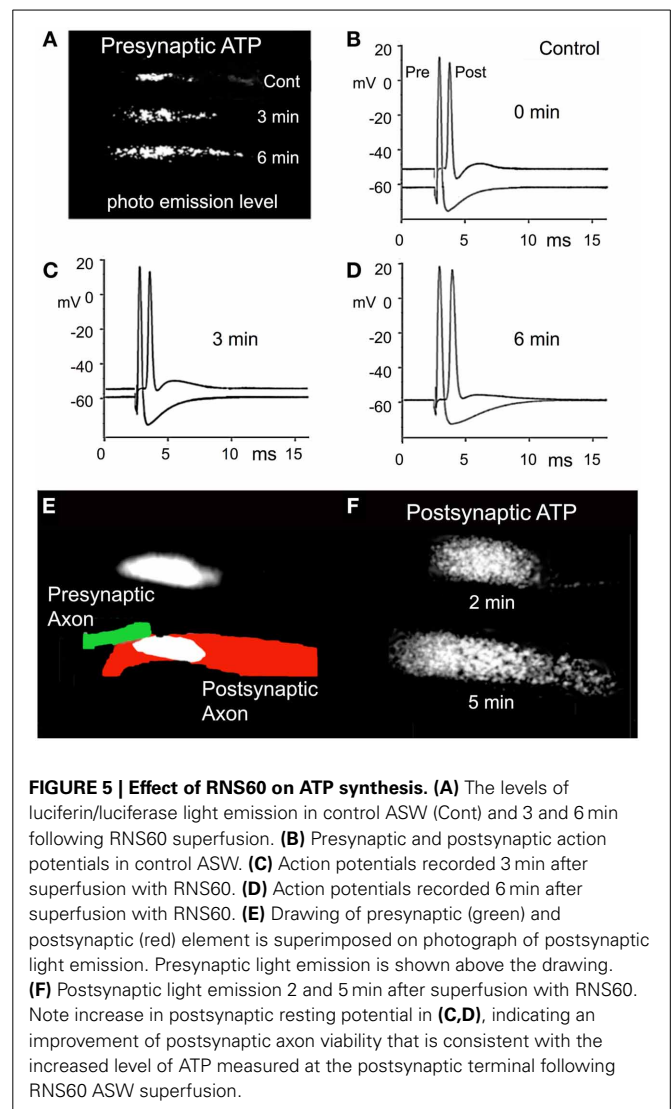 A
Presynaptic ATP
Cont
3 min
6 min
photo emission level
B
Control
20
mV 0
-20
-40
-60
Pre
Post
0 min
0 5 ms 10 15
C
20
mV 0
-20
-40
-60
3 min
0 5 ms 10 15
D
20
mV 0
-20
-40
-60
6 min
0 5 ms 10 15
E
Presynaptic
Axon
Postsynaptic
Axon
F
Postsynaptic ATP
2 min
5 min
FIGURE 5 | Effect of RNS60 on ATP synthesis. (A) The levels of
luciferin/luciferase light emission in control ASW (Cont) and 3 and 6 min
following RNS60 superfusion. (B) Presynaptic and postsynaptic action
potentials in control ASW. (C) Action potentials recorded 3 min after
superfusion with RNS60. (D) Action potentials recorded 6 min after
superfusion with RNS60. (E) Drawing of presynaptic (green) and
postsynaptic (red) element is superimposed on photograph of postsynaptic
light emission. Presynaptic light emission is shown above the drawing.
(F) Postsynaptic light emission 2 and 5 min after superfusion with RNS60.
Note increase in postsynaptic resting potential in (C,D), indicating an
improvement of postsynaptic axon viability that is consistent with the
increased level of ATP measured at the postsynaptic terminal following
RNS60 ASW superfusion.